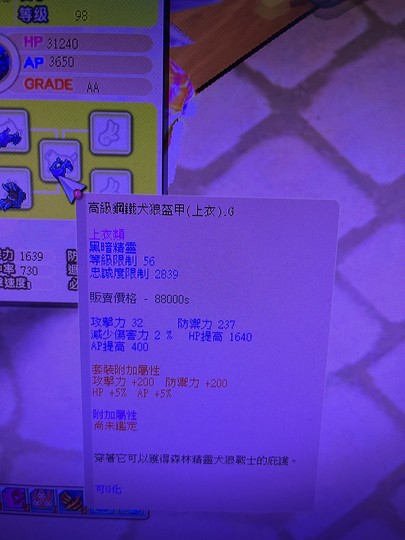 等級 98
HP 31240
AP 3650
GRADE AA
力 1639
率 730
速度
高級鋼鐵犬狼盔甲(上衣).G
上衣類
黑暗精靈
等級限制 56
忠誠度限制 2839
販賣價格 - 88000s
攻擊力 32 防禦力 237
減少傷害力 2 % HP提高 1640
AP提高 400
套裝附加屬性
攻擊力 +200 防禦力 +200
HP +5% AP +5%
附加屬性
尚未鑑定
穿著它可以獲得森林精靈犬狼戰士的庇護。
可G化